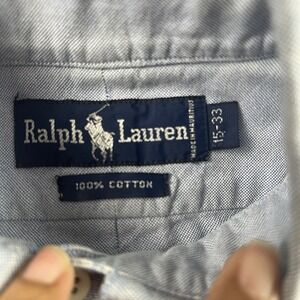 Ralph Lauren
MADE IN MAURITIUS
15-33
100% COTTON